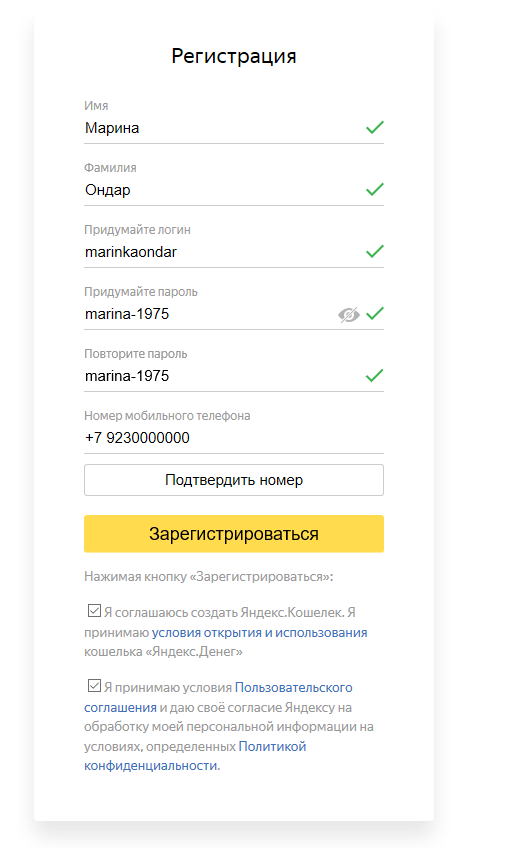 Регистрация
Имя
Марина
Фамилия
Ондар
Придумайте логин
marinkaondar
Придумайте пароль
marina-1975
Повторите пароль
marina-1975
Номер мобильного телефона
+7 9230000000
Подтвердить номер
Зарегистрироваться
Нажимая кнопку «Зарегистрироваться»:
Я соглашаюсь создать Яндекс.Кошелек. Я
принимаю условия открытия и использования
кошелька «Яндекс.Денег»
Я принимаю условия Пользовательского
соглашения и даю своё согласие Яндексу на
обработку моей персональной информации на
условиях, определенных Политикой
конфиденциальности.